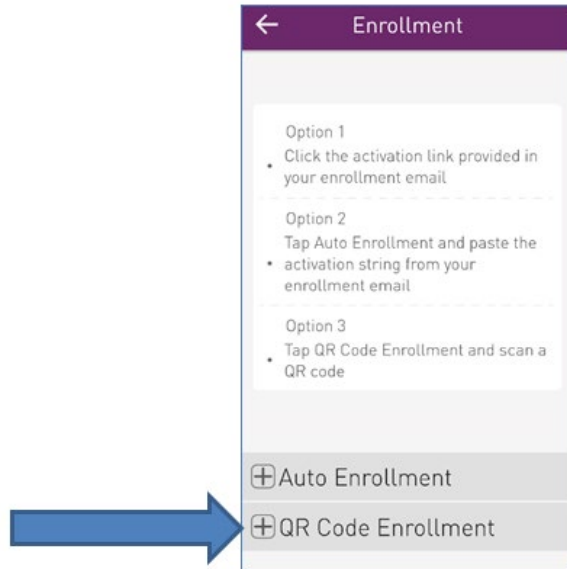 Enrollment
Option 1
Click the activation link provided in
your enrollment email
Option 2
Tap Auto Enrollment and paste the
activation string from your
enrollment email
Option 3
Tap QR Code Enrollment and scan a
QR code
Auto Enrollment
QR Code Enrollment